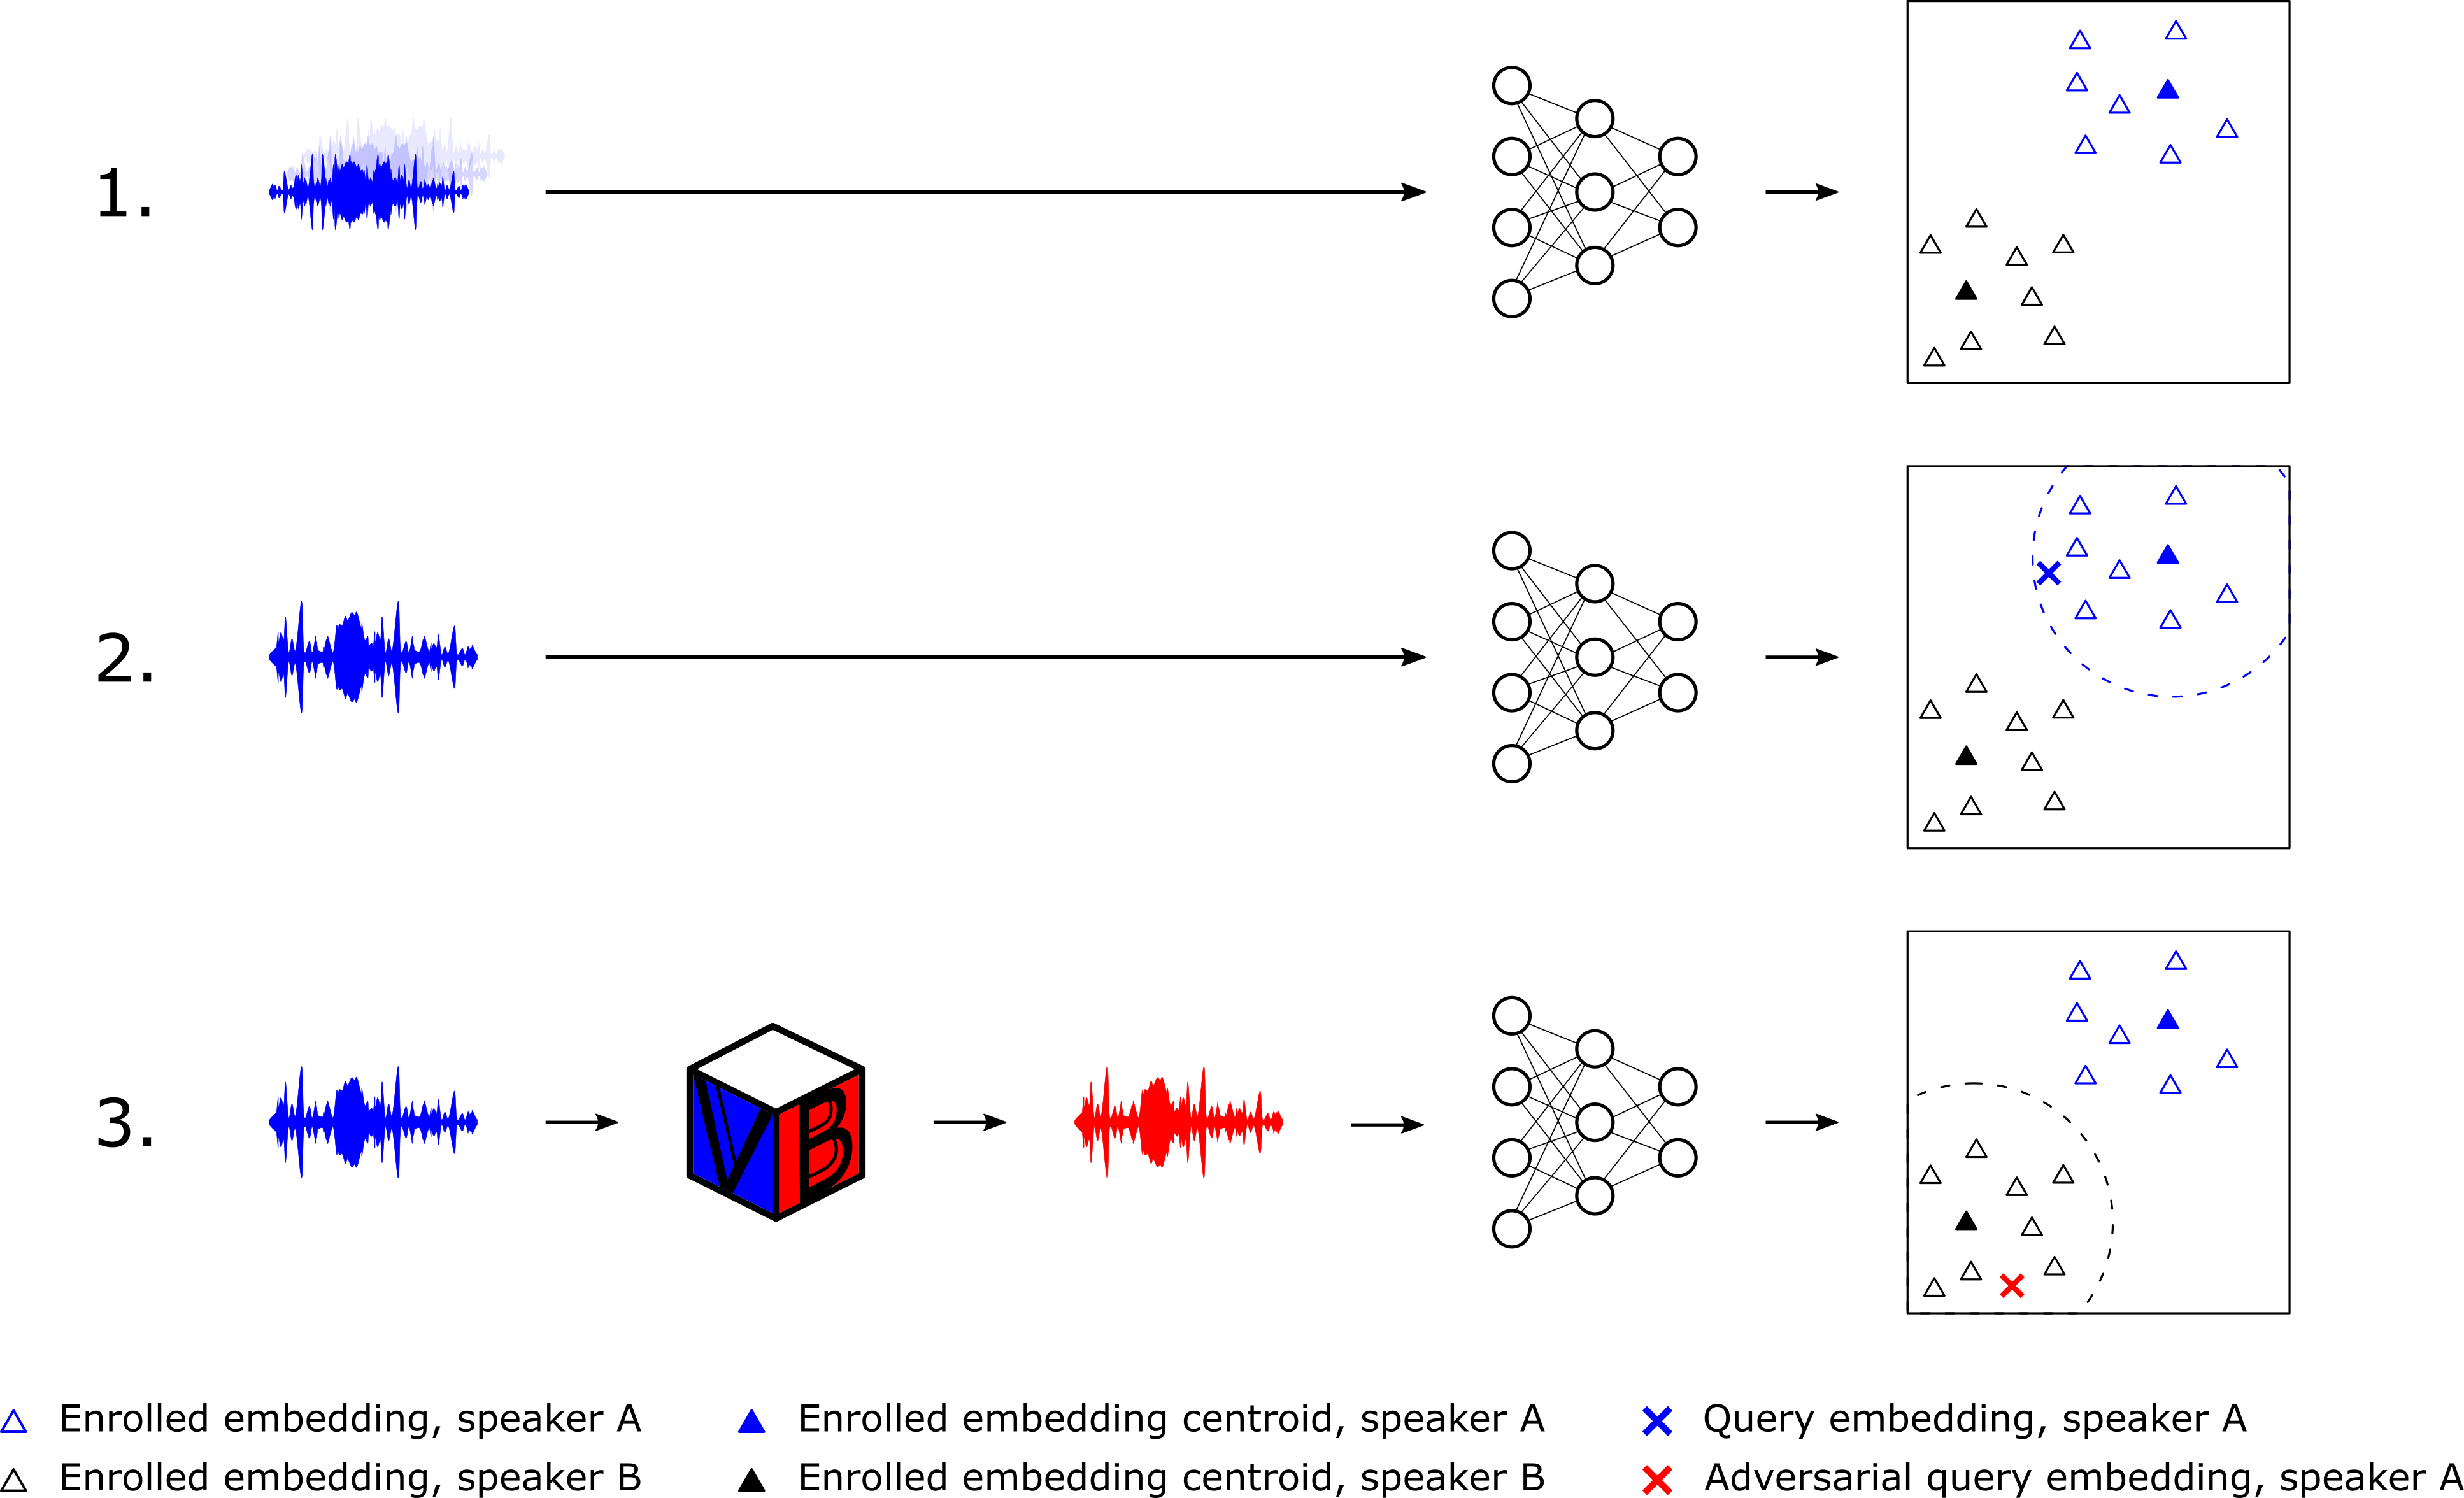 1.
2.
3.
VB
Enrolled embedding, speaker A
Enrolled embedding centroid, speaker A
Query embedding, speaker A
Enrolled embedding, speaker B
Enrolled embedding centroid, speaker B
Adversarial query embedding, speaker A